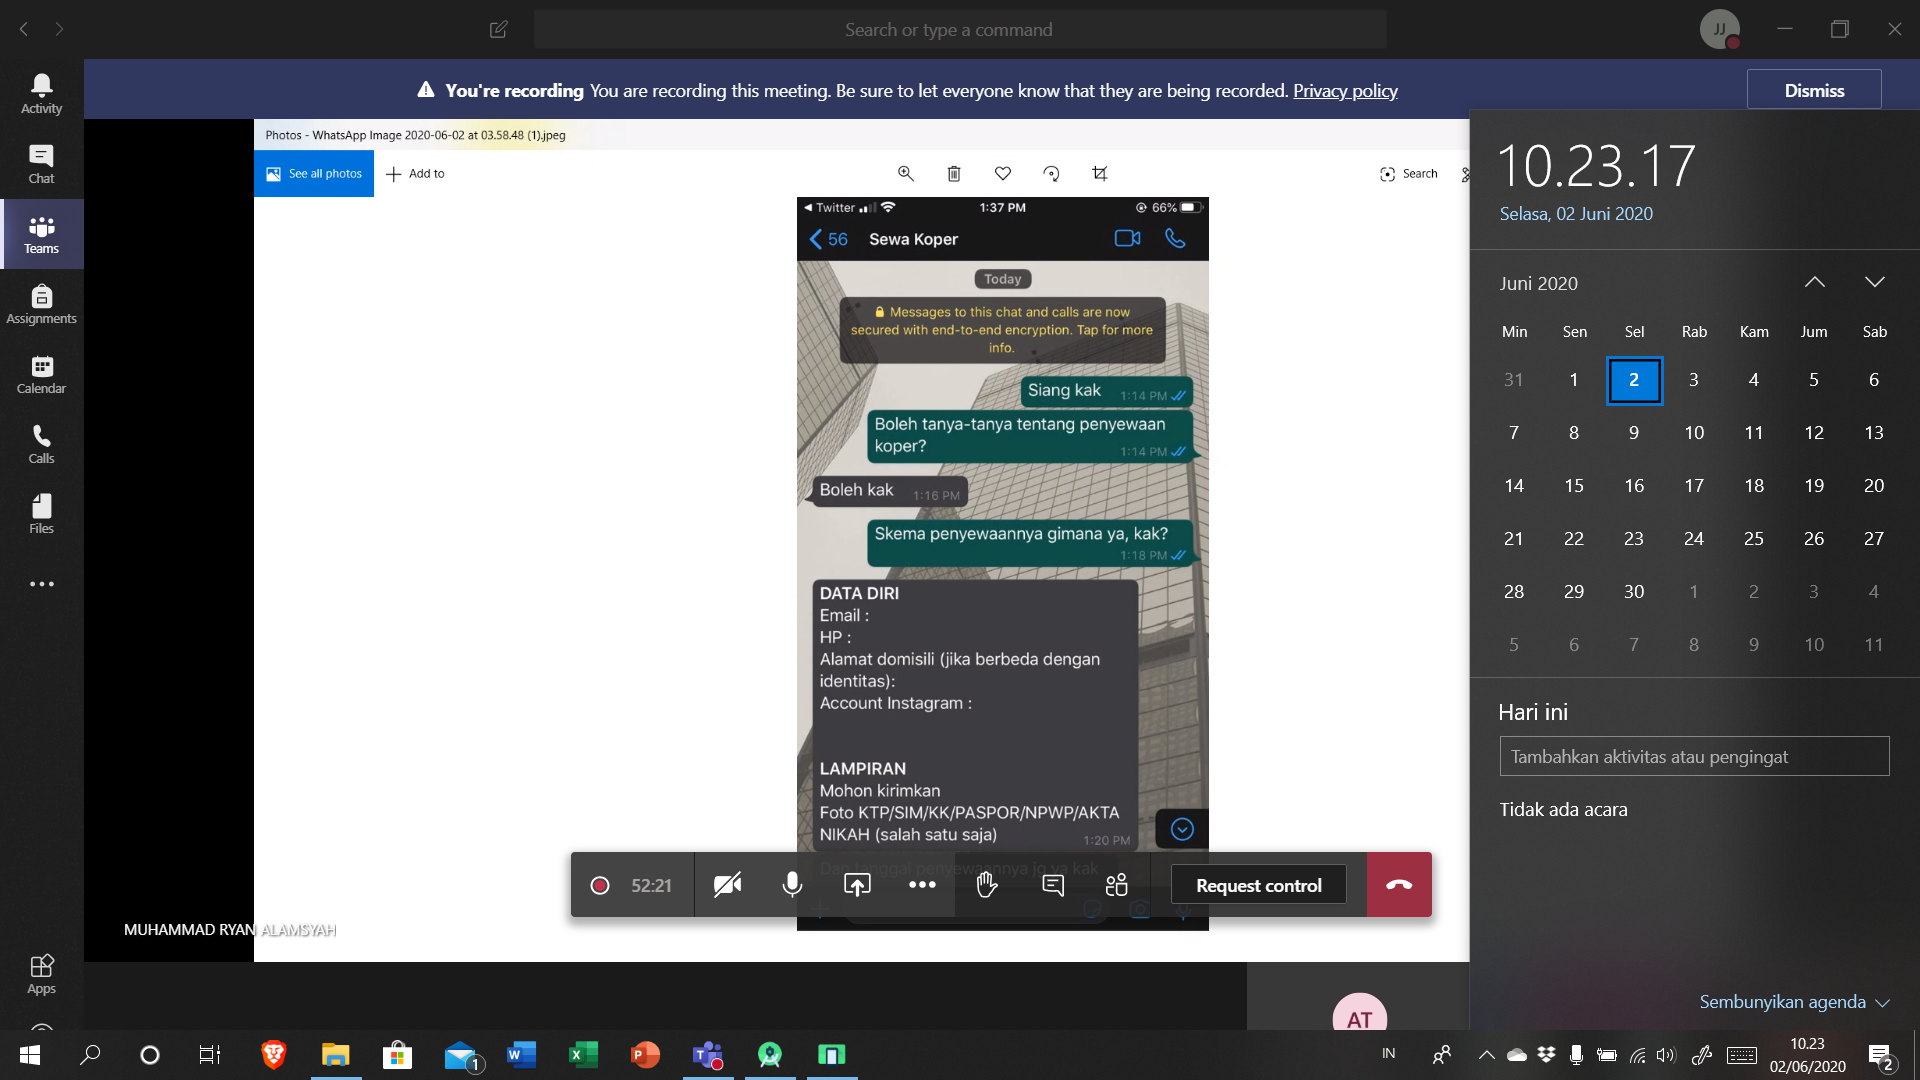 Search or type a command
JJ
You're recording You are recording this meeting. Be sure to let everyone know that they are being recorded. Privacy policy
Dismiss
Activity
Chat
Teams
Assignments
Calendar
Calls
Files
Apps
Photos - WhatsApp Image 2020-06-02 at 03.58.48 (1).jpeg
See all photos
Add to
Search
Twitter
1:37 PM
66%
56
Sewa Koper
Today
Messages to this chat and calls are now
secured with end-to-end encryption. Tap for more
info.
Siang kak
1:14 PM
Boleh tanya-tanya tentang penyewaan
koper?
1:14 PM
Boleh kak
1:16 PM
Skema penyewaannya gimana ya, kak?
1:18 PM
DATA DIRI
Email :
HP :
Alamat domisili (jika berbeda dengan
identitas):
Account Instagram :
LAMPIRAN
Mohon kirimkan
Foto KTP/SIM/KK/PASPOR/NPWP/AKTA
NIKAH (salah satu saja)
1:20 PM
Dan tanggal penyewaannya jg ya kak
52:21
Request control
MUHAMMAD RYAN ALAMSYAH
AT
10.23.17
Selasa, 02 Juni 2020
Juni 2020
Min Sen Sel Rab Kam Jum Sab
31 1 2 3 4 5 6
7 8 9 10 11 12 13
14 15 16 17 18 19 20
21 22 23 24 25 26 27
28 29 30 1 2 3 4
5 6 7 8 9 10 11
Hari ini
Tambahkan aktivitas atau pengingat
Tidak ada acara
Sembunyikan agenda
1
IN
10.23
02/06/2020
2